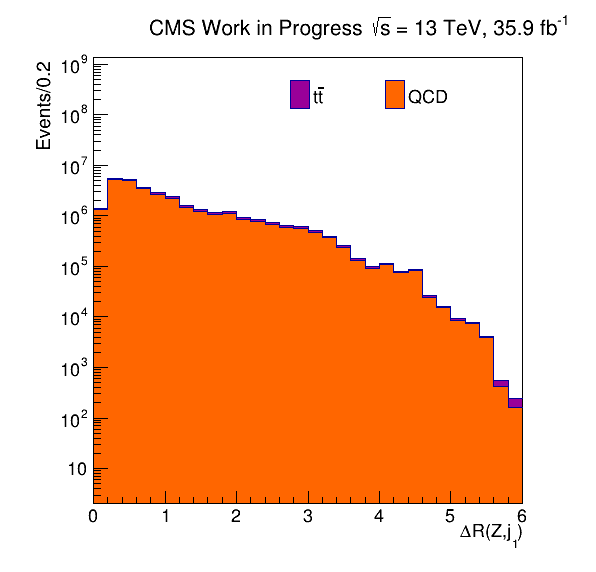 CMS Work in Progress √s = 13 TeV, 35.9 fb⁻¹
Events/0.2
tt̄
QCD
10⁹
10⁸
10⁷
10⁶
10⁵
10⁴
10³
10²
10
0 1 2 3 4 5 6
ΔR(Z,j₁)